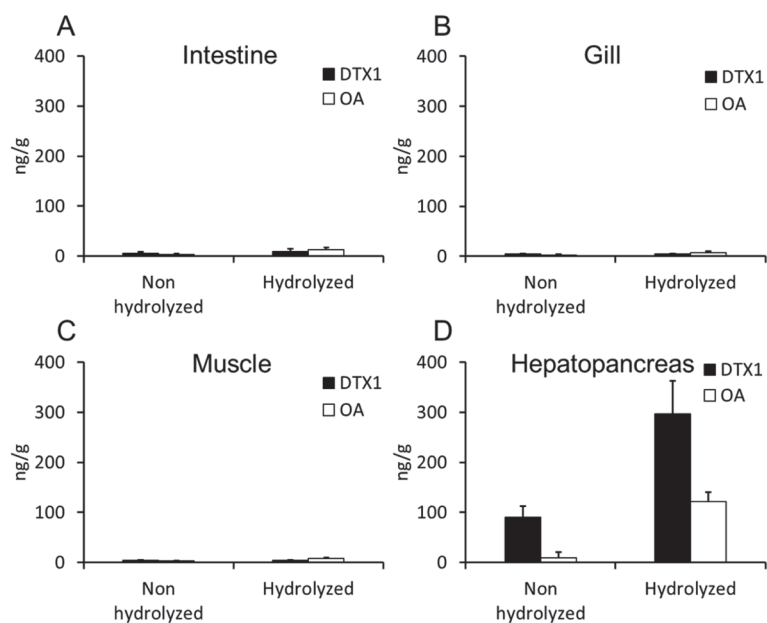 A
Intestine
400
300
200
100
0
ng/g
DTX1
OA
Non
hydrolyzed
Hydrolyzed
B
Gill
400
300
200
100
0
ng/g
DTX1
OA
Non
hydrolyzed
Hydrolyzed
C
Muscle
400
300
200
100
0
ng/g
DTX1
OA
Non
hydrolyzed
Hydrolyzed
D
Hepatopancreas
400
300
200
100
0
ng/g
DTX1
OA
Non
hydrolyzed
Hydrolyzed